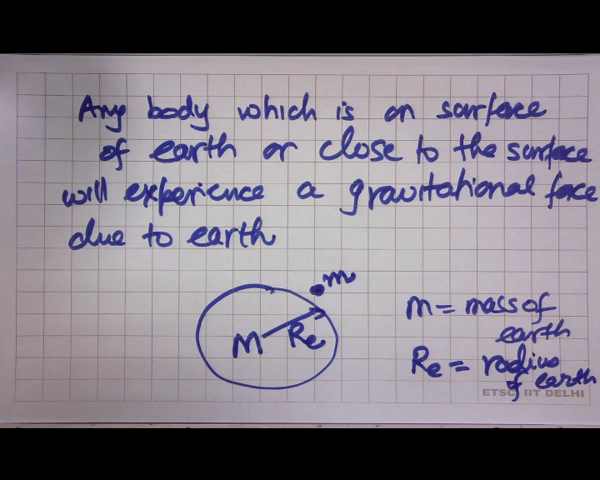 Any body which is on surface
of earth or close to the surface
will experience a gravitational force
due to earth
m
M
Re
M = mass of
earth
Re = radius
of earth
ETSC IIT DELHI